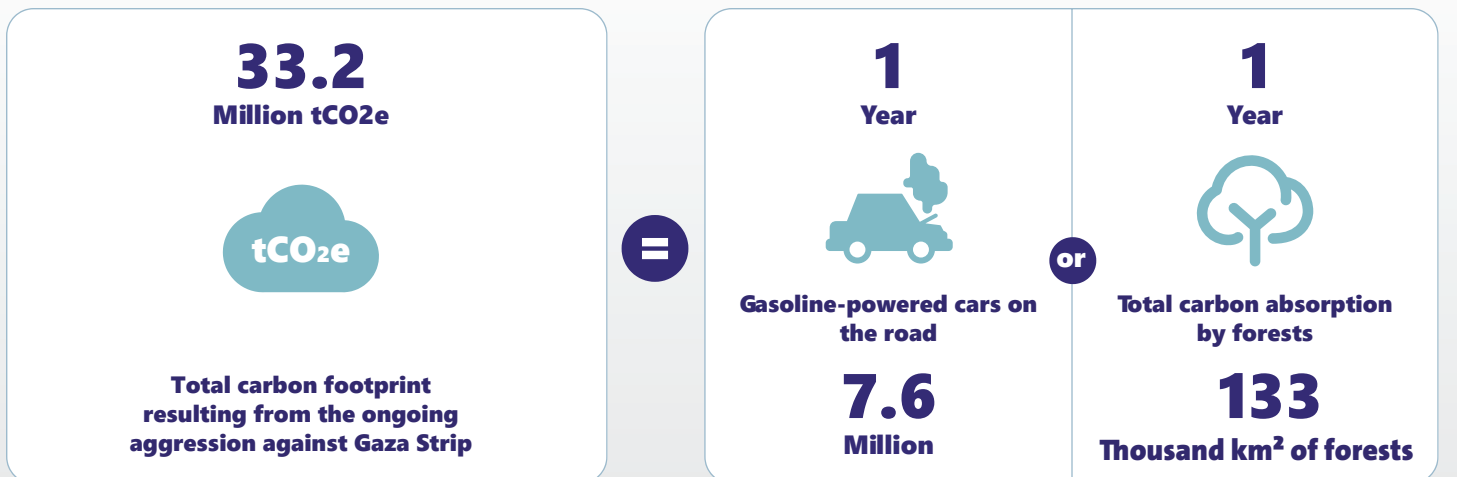 33.2
Million tCO2e
tCO₂e
Total carbon footprint
resulting from the ongoing
aggression against Gaza Strip
=
1
Year
Gasoline-powered cars on
the road
7.6
Million
or
1
Year
Total carbon absorption
by forests
133
Thousand km² of forests